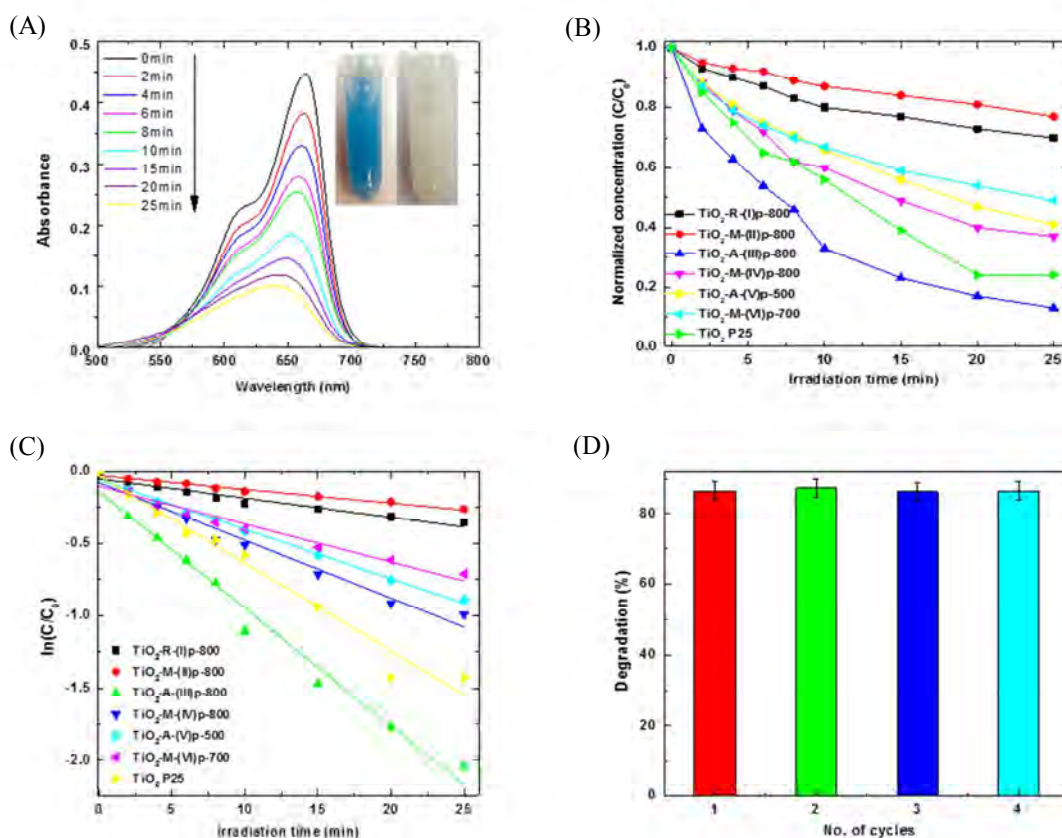 (A)
0.5
0.4
0.3
0.2
0.1
0.0
Absorbance
0min
2min
4min
6min
8min
10min
15min
20min
25min
500 550 600 650 700 750 800
Wavelength (nm)
(B)
1.0
0.8
0.6
0.4
0.2
0.0
Normalized concentration (C/C₀)
TiO₂-R-(I)p-800
TiO₂-M-(II)p-800
TiO₂-A-(III)p-800
TiO₂-M-(IV)p-800
TiO₂-A-(V)p-500
TiO₂-M-(VI)p-700
TiO₂ P25
0 5 10 15 20 25
Irradiation time (min)
(C)
0.0
-0.5
-1.0
-1.5
-2.0
ln(C/C₀)
TiO₂-R-(I)p-800
TiO₂-M-(II)p-800
TiO₂-A-(III)p-800
TiO₂-M-(IV)p-800
TiO₂-A-(V)p-500
TiO₂-M-(VI)p-700
TiO₂ P25
0 5 10 15 20 25
Irradiation time (min)
(D)
80
60
40
20
0
Degradation (%)
1 2 3 4
No. of cycles